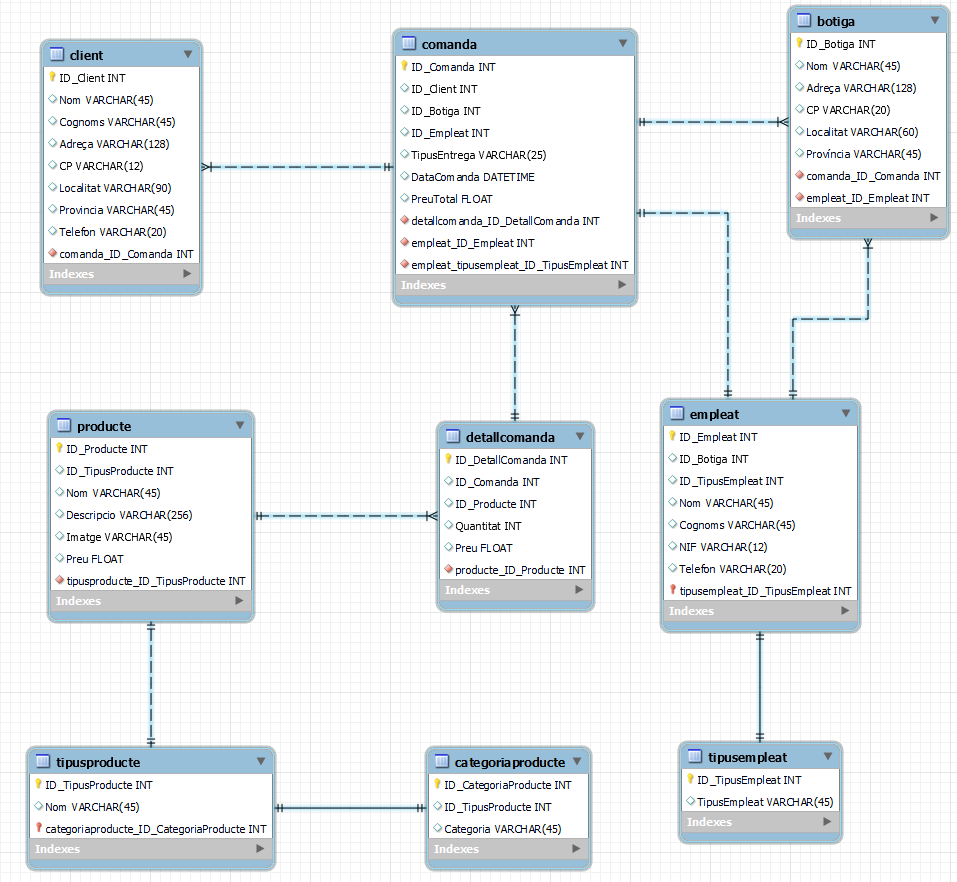 client
ID_Client INT
Nom VARCHAR(45)
Cognoms VARCHAR(45)
Adreça VARCHAR(128)
CP VARCHAR(12)
Localitat VARCHAR(90)
Provincia VARCHAR(45)
Telefon VARCHAR(20)
comanda_ID_Comanda INT
Indexes
comanda
ID_Comanda INT
ID_Client INT
ID_Botiga INT
ID_Empleat INT
TipusEntrega VARCHAR(25)
DataComanda DATETIME
PreuTotal FLOAT
detallcomanda_ID_DetallComanda INT
empleat_ID_Empleat INT
empleat_tipusempleat_ID_TipusEmpleat INT
Indexes
botiga
ID_Botiga INT
Nom VARCHAR(45)
Adreça VARCHAR(128)
CP VARCHAR(20)
Localitat VARCHAR(60)
Província VARCHAR(45)
comanda_ID_Comanda INT
empleat_ID_Empleat INT
Indexes
producte
ID_Producte INT
ID_TipusProducte INT
Nom VARCHAR(45)
Descripcio VARCHAR(256)
Imatge VARCHAR(45)
Preu FLOAT
tipusproducte_ID_TipusProducte INT
Indexes
detallcomanda
ID_DetallComanda INT
ID_Comanda INT
ID_Producte INT
Quantitat INT
Preu FLOAT
producte_ID_Producte INT
Indexes
empleat
ID_Empleat INT
ID_Botiga INT
ID_TipusEmpleat INT
Nom VARCHAR(45)
Cognoms VARCHAR(45)
NIF VARCHAR(12)
Telefon VARCHAR(20)
tipusempleat_ID_TipusEmpleat INT
Indexes
tipusproducte
ID_TipusProducte INT
Nom VARCHAR(45)
categoriaproducte_ID_CategoriaProducte INT
Indexes
categoriaproducte
ID_CategoriaProducte INT
ID_TipusProducte INT
Categoria VARCHAR(45)
Indexes
tipusempleat
ID_TipusEmpleat INT
TipusEmpleat VARCHAR(45)
Indexes